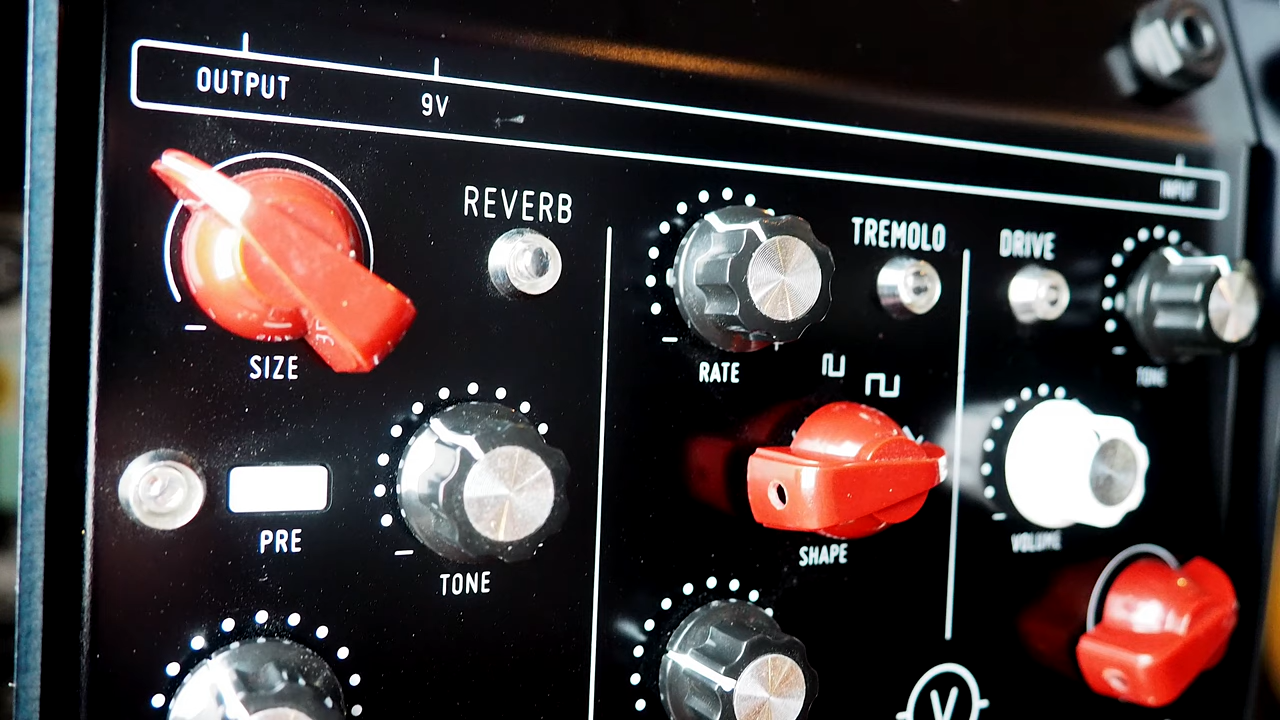 OUTPUT
9V
INPUT
REVERB
TREMOLO
DRIVE
SIZE
RATE
TONE
PRE
TONE
SHAPE
VOLUME
V